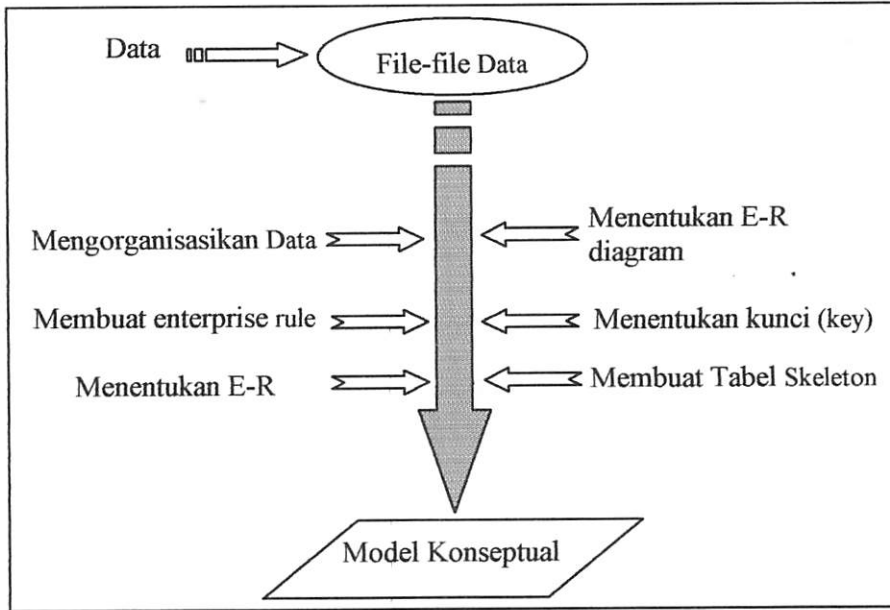 Data
File-file Data
Mengorganisasikan Data
Menentukan E-R
diagram
Membuat enterprise rule
Menentukan kunci (key)
Menentukan E-R
Membuat Tabel Skeleton
Model Konseptual